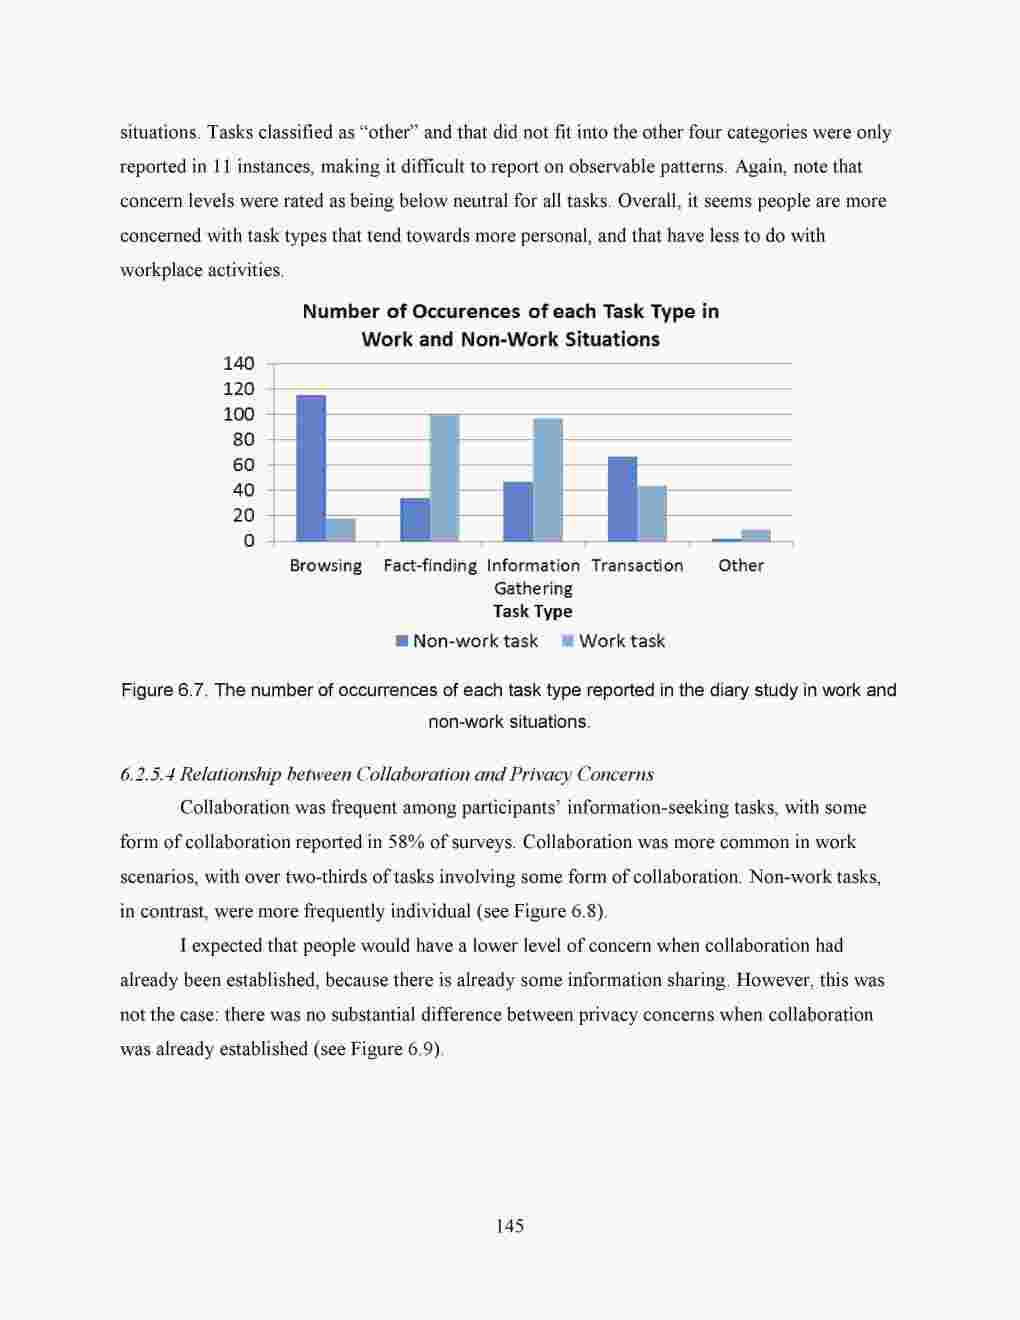 situations. Tasks classified as “other” and that did not fit into the other four categories were only
reported in 11 instances, making it difficult to report on observable patterns. Again, note that
concern levels were rated as being below neutral for all tasks. Overall, it seems people are more
concerned with task types that tend towards more personal, and that have less to do with
workplace activities.
Number of Occurences of each Task Type in
Work and Non-Work Situations
140
120
100
80
60
40
20
0
Browsing Fact-finding Information Transaction Other
Gathering
Task Type
Non-work task Work task
Figure 6.7. The number of occurrences of each task type reported in the diary study in work and
non-work situations.
6.2.5.4 Relationship between Collaboration and Privacy Concerns
Collaboration was frequent among participants’ information-seeking tasks, with some
form of collaboration reported in 58% of surveys. Collaboration was more common in work
scenarios, with over two-thirds of tasks involving some form of collaboration. Non-work tasks,
in contrast, were more frequently individual (see Figure 6.8).
I expected that people would have a lower level of concern when collaboration had
already been established, because there is already some information sharing. However, this was
not the case: there was no substantial difference between privacy concerns when collaboration
was already established (see Figure 6.9).
145